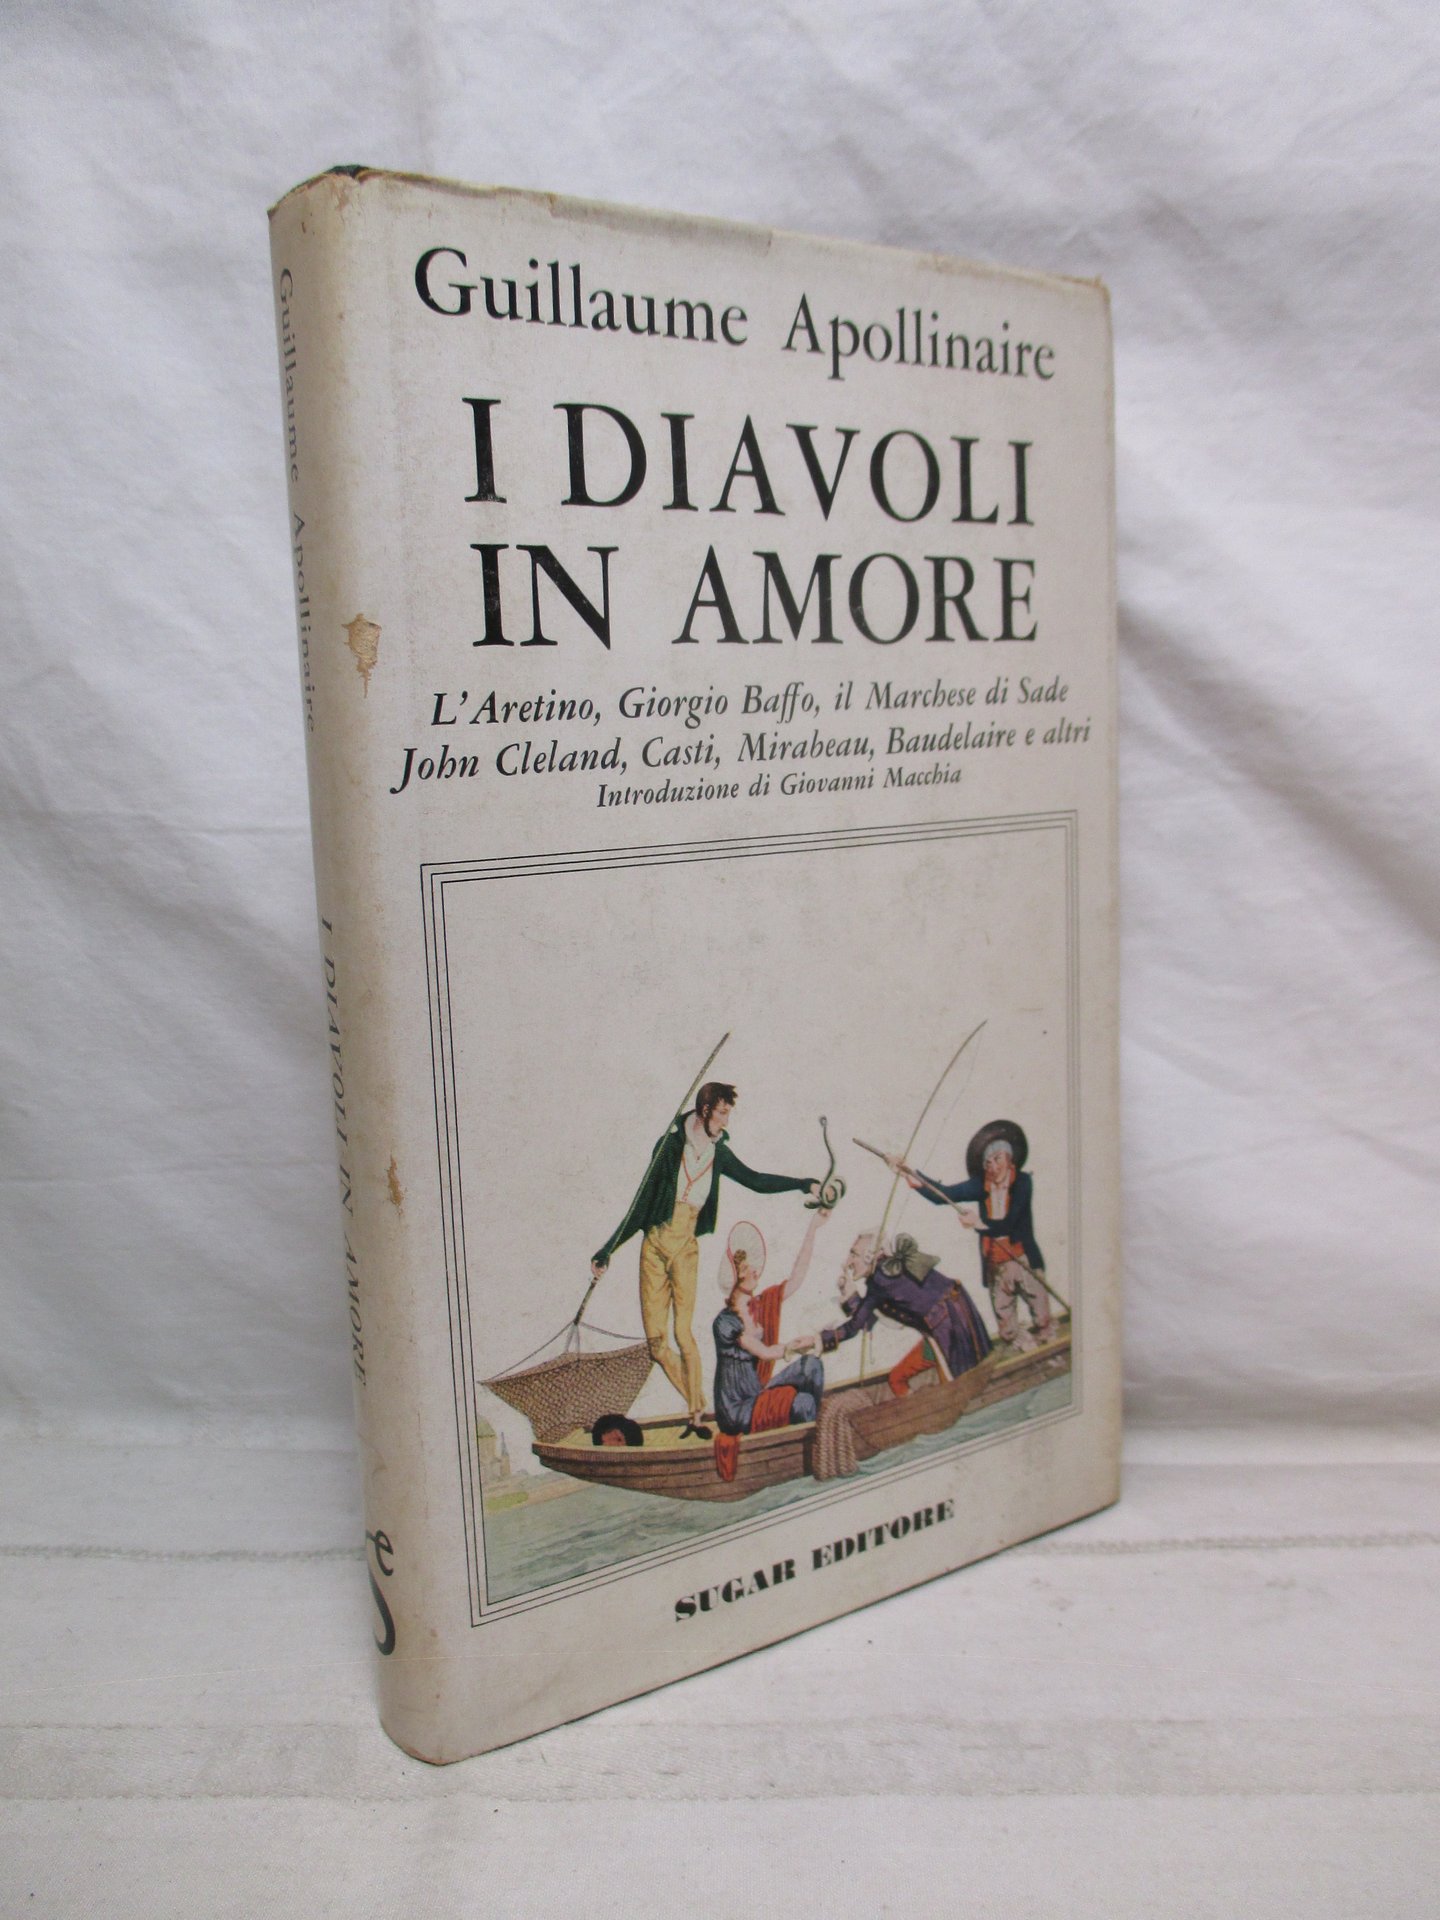 Guillaume Apollinaire
I DIAVOLI
IN AMORE
L'Aretino, Giorgio Baffo, il Marchese di Sade
John Cleland, Casti, Mirabeau, Baudelaire e altri
Introduzione di Giovanni Macchia
SUGAR EDITORE
Guillaume Apollinaire I DIAVOLI IN AMORE